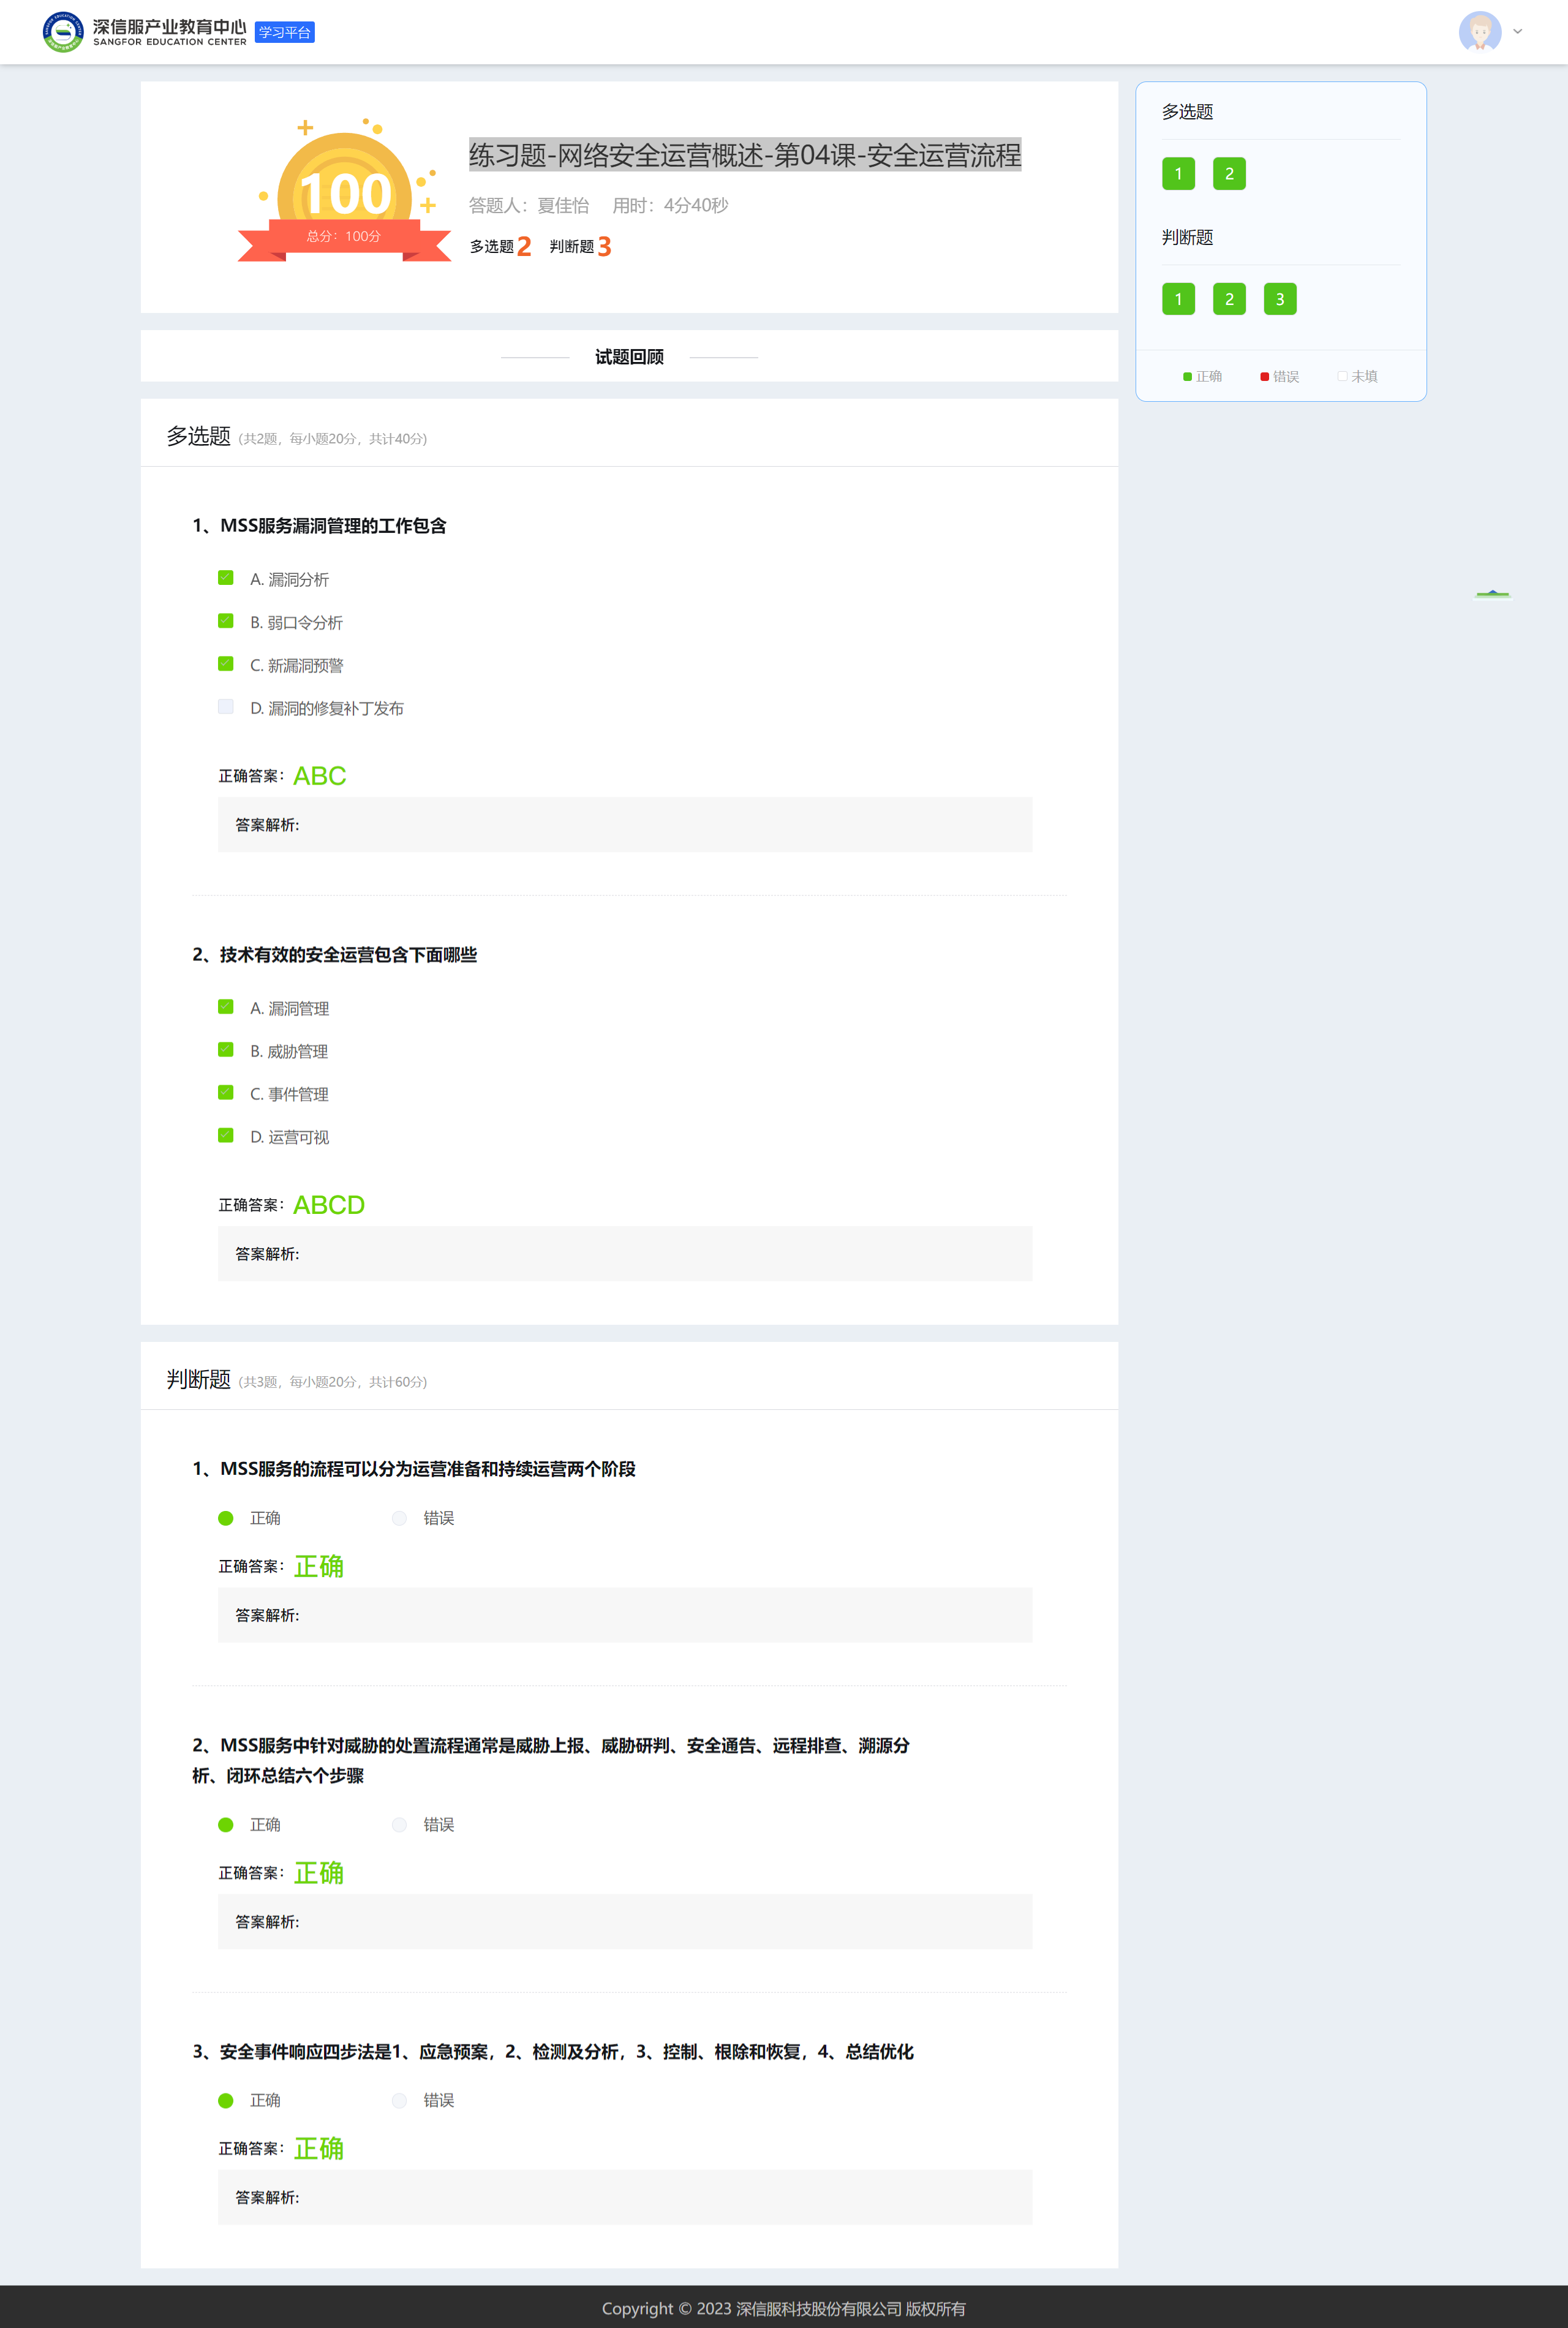 深信服产业教育中心
SANGFOR EDUCATION CENTER
学习平台
100
总分：100分
练习题-网络安全运营概述-第04课-安全运营流程
答题人：夏佳怡 用时：4分40秒
多选题2 判断题3
多选题
1 2
判断题
1 2 3
正确 错误 未填
试题回顾
多选题 (共2题，每小题20分，共计40分)
1、MSS服务漏洞管理的工作包含
A. 漏洞分析
B. 弱口令分析
C. 新漏洞预警
D. 漏洞的修复补丁发布
正确答案：ABC
答案解析:
2、技术有效的安全运营包含下面哪些
A. 漏洞管理
B. 威胁管理
C. 事件管理
D. 运营可视
正确答案：ABCD
答案解析:
判断题 (共3题，每小题20分，共计60分)
1、MSS服务的流程可以分为运营准备和持续运营两个阶段
正确 错误
正确答案：正确
答案解析:
2、MSS服务中针对威胁的处置流程通常是威胁上报、威胁研判、安全通告、远程排查、溯源分
析、闭环总结六个步骤
正确 错误
正确答案：正确
答案解析:
3、安全事件响应四步法是1、应急预案，2、检测及分析，3、控制、根除和恢复，4、总结优化
正确 错误
正确答案：正确
答案解析:
Copyright © 2023 深信服科技股份有限公司 版权所有